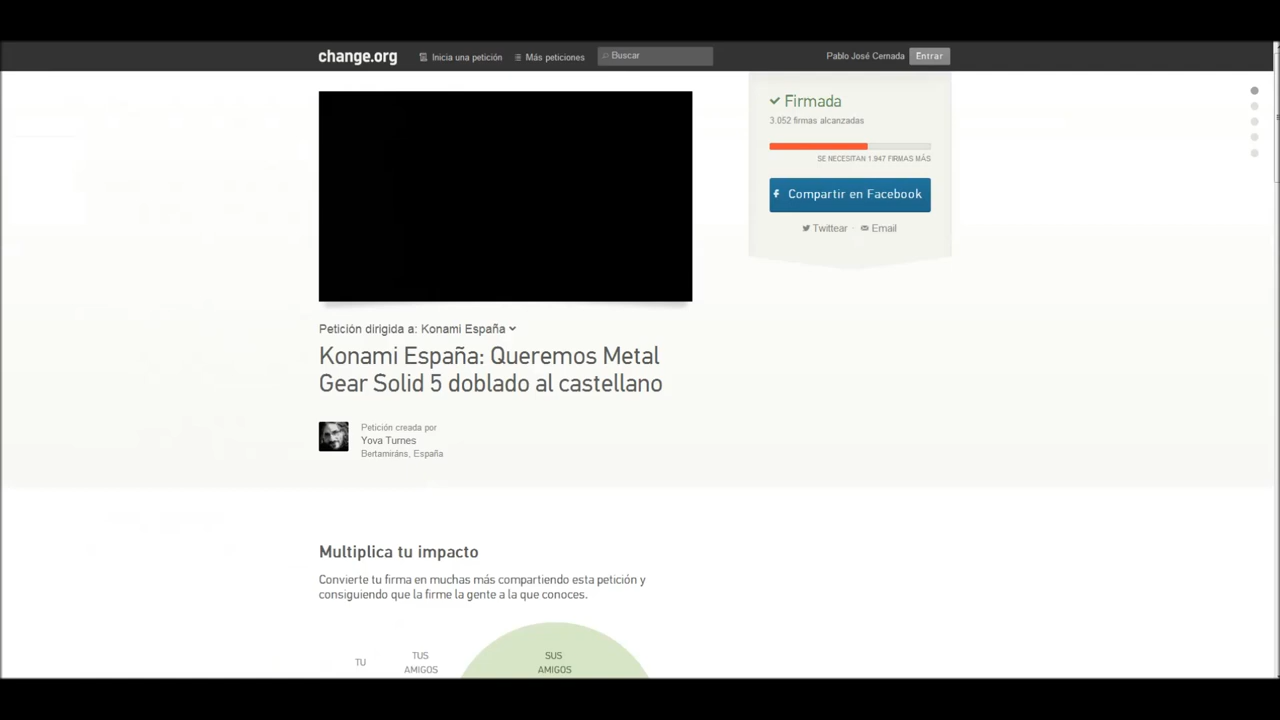 change.org
Inicia una petición
Más peticiones
Buscar
Pablo José Cernada
Entrar
Firmada
3.052 firmas alcanzadas
SE NECESITAN 1.947 FIRMAS MÁS
Compartir en Facebook
Twittear · Email
Petición dirigida a: Konami España
Konami España: Queremos Metal
Gear Solid 5 doblado al castellano
Petición creada por
Yova Turnes
Bertamiráns, España
Multiplica tu impacto
Convierte tu firma en muchas más compartiendo esta petición y
consiguiendo que la firme la gente a la que conoces.
TU
TUS
AMIGOS
SUS
AMIGOS